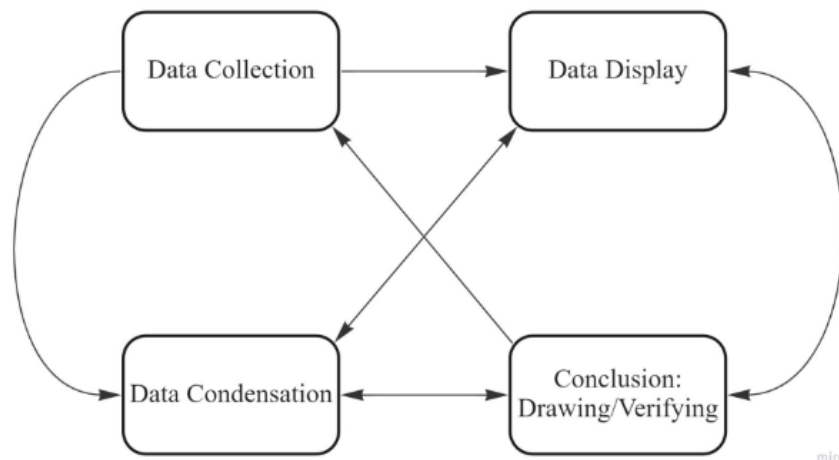 Data Collection
Data Display
Data Condensation
Conclusion:
Drawing/Verifying